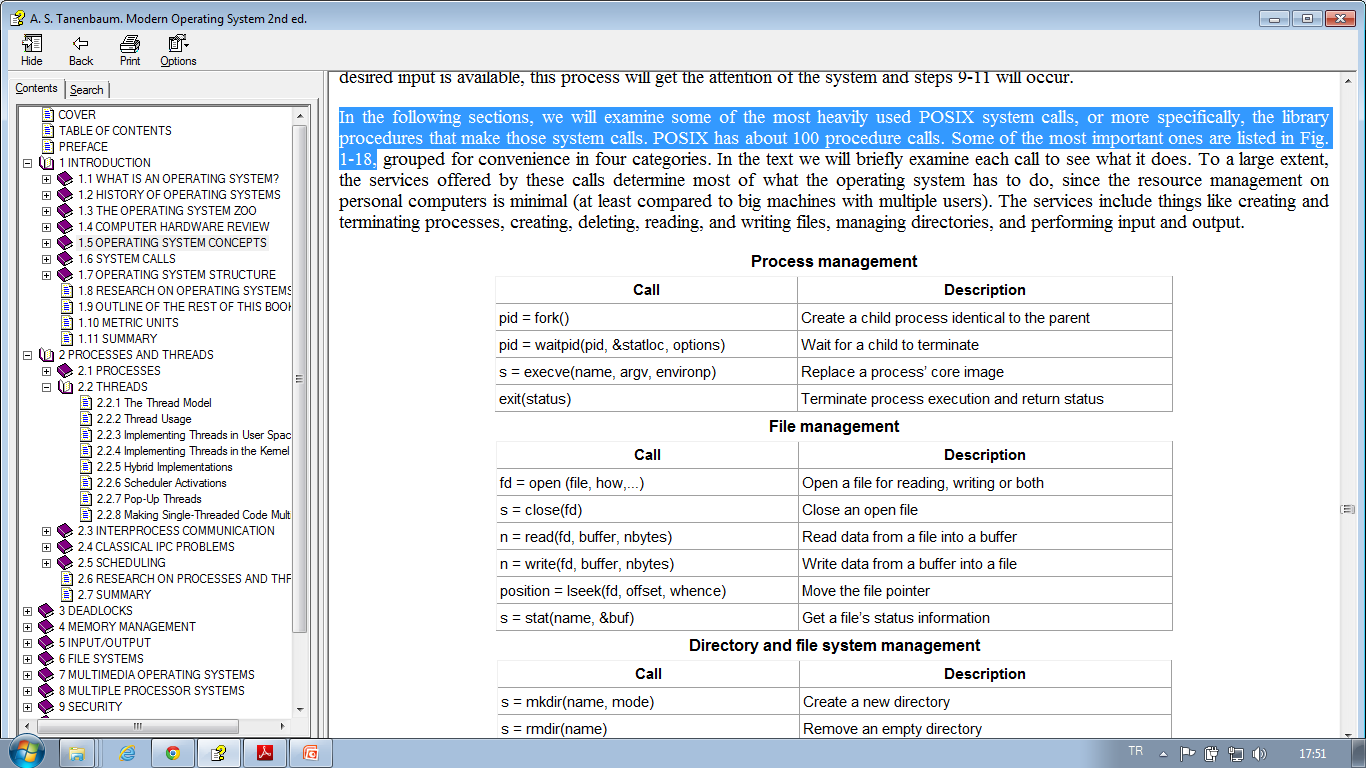 A. S. Tanenbaum. Modern Operating System 2nd ed.
Hide Back Print Options
Contents Search
COVER
TABLE OF CONTENTS
PREFACE
1 INTRODUCTION
1.1 WHAT IS AN OPERATING SYSTEM?
1.2 HISTORY OF OPERATING SYSTEMS
1.3 THE OPERATING SYSTEM ZOO
1.4 COMPUTER HARDWARE REVIEW
1.5 OPERATING SYSTEM CONCEPTS
1.6 SYSTEM CALLS
1.7 OPERATING SYSTEM STRUCTURE
1.8 RESEARCH ON OPERATING SYSTEMS
1.9 OUTLINE OF THE REST OF THIS BOOK
1.10 METRIC UNITS
1.11 SUMMARY
2 PROCESSES AND THREADS
2.1 PROCESSES
2.2 THREADS
2.2.1 The Thread Model
2.2.2 Thread Usage
2.2.3 Implementing Threads in User Spac
2.2.4 Implementing Threads in the Kernel
2.2.5 Hybrid Implementations
2.2.6 Scheduler Activations
2.2.7 Pop-Up Threads
2.2.8 Making Single-Threaded Code Mult
2.3 INTERPROCESS COMMUNICATION
2.4 CLASSICAL IPC PROBLEMS
2.5 SCHEDULING
2.6 RESEARCH ON PROCESSES AND THR
2.7 SUMMARY
3 DEADLOCKS
4 MEMORY MANAGEMENT
5 INPUT/OUTPUT
6 FILE SYSTEMS
7 MULTIMEDIA OPERATING SYSTEMS
8 MULTIPLE PROCESSOR SYSTEMS
9 SECURITY
desired input is available, this process will get the attention of the system and steps 9-11 will occur.
In the following sections, we will examine some of the most heavily used POSIX system calls, or more specifically, the library
procedures that make those system calls. POSIX has about 100 procedure calls. Some of the most important ones are listed in Fig.
1-18, grouped for convenience in four categories. In the text we will briefly examine each call to see what it does. To a large extent,
the services offered by these calls determine most of what the operating system has to do, since the resource management on
personal computers is minimal (at least compared to big machines with multiple users). The services include things like creating and
terminating processes, creating, deleting, reading, and writing files, managing directories, and performing input and output.
Process management
Call Description
pid = fork() Create a child process identical to the parent
pid = waitpid(pid, &statloc, options) Wait for a child to terminate
s = execve(name, argv, environp) Replace a process’ core image
exit(status) Terminate process execution and return status
File management
Call Description
fd = open (file, how,...) Open a file for reading, writing or both
s = close(fd) Close an open file
n = read(fd, buffer, nbytes) Read data from a file into a buffer
n = write(fd, buffer, nbytes) Write data from a buffer into a file
position = lseek(fd, offset, whence) Move the file pointer
s = stat(name, &buf) Get a file’s status information
Directory and file system management
Call Description
s = mkdir(name, mode) Create a new directory
s = rmdir(name) Remove an empty directory
TR 17:51